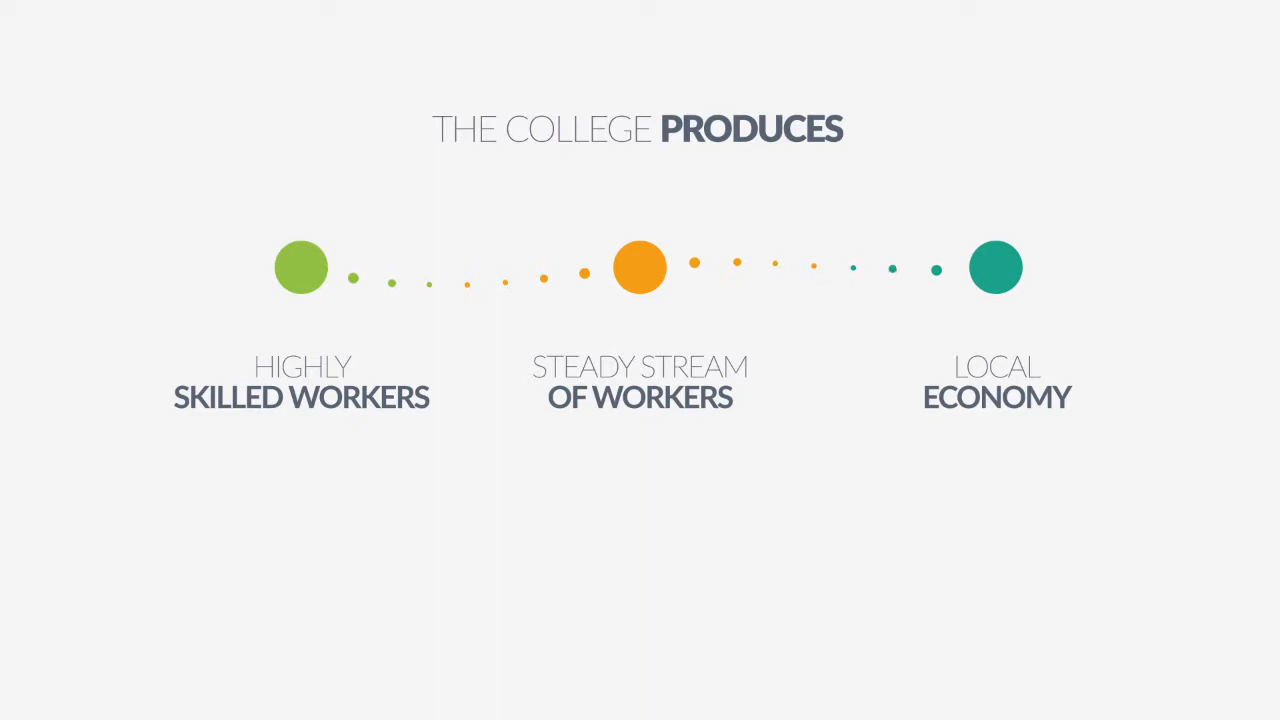 THE COLLEGE PRODUCES
HIGHLY
SKILLED WORKERS
STEADY STREAM
OF WORKERS
LOCAL
ECONOMY